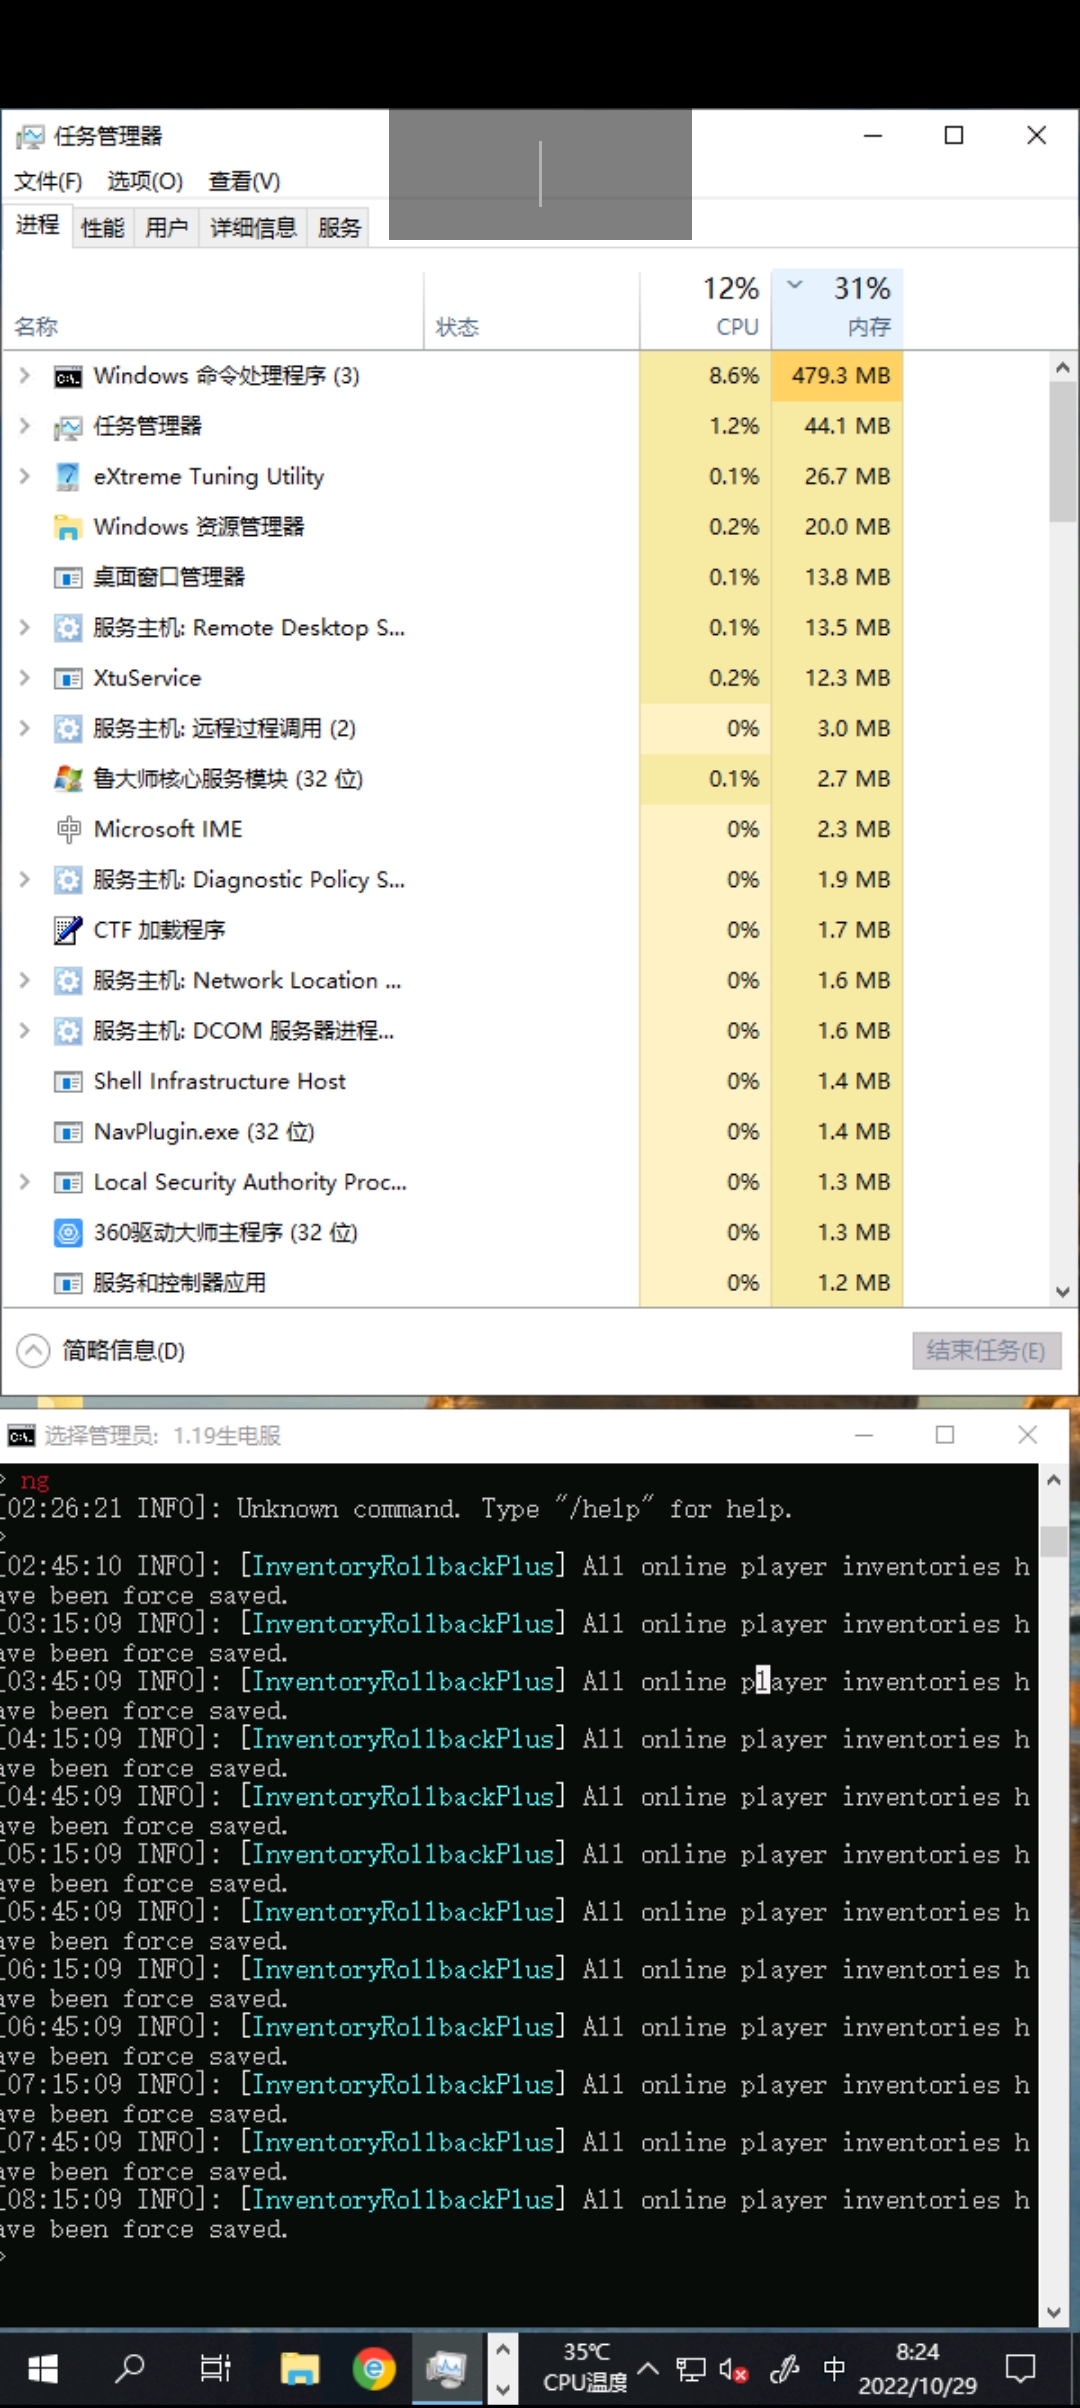 任务管理器
文件(F) 选项(O) 查看(V)
进程 性能 用户 详细信息 服务
12% 31%
名称 状态 CPU 内存
Windows 命令处理程序 (3) 8.6% 479.3 MB
任务管理器 1.2% 44.1 MB
eXtreme Tuning Utility 0.1% 26.7 MB
Windows 资源管理器 0.2% 20.0 MB
桌面窗口管理器 0.1% 13.8 MB
服务主机: Remote Desktop S... 0.1% 13.5 MB
XtuService 0.2% 12.3 MB
服务主机: 远程过程调用 (2) 0% 3.0 MB
鲁大师核心服务模块 (32 位) 0.1% 2.7 MB
Microsoft IME 0% 2.3 MB
服务主机: Diagnostic Policy S... 0% 1.9 MB
CTF 加载程序 0% 1.7 MB
服务主机: Network Location ... 0% 1.6 MB
服务主机: DCOM 服务器进程... 0% 1.6 MB
Shell Infrastructure Host 0% 1.4 MB
NavPlugin.exe (32 位) 0% 1.4 MB
Local Security Authority Proc... 0% 1.3 MB
360驱动大师主程序 (32 位) 0% 1.3 MB
服务和控制器应用 0% 1.2 MB
简略信息(D) 结束任务(E)
选择管理员: 1.19生电服
> ng
[02:26:21 INFO]: Unknown command. Type "/help" for help.
>
[02:45:10 INFO]: [InventoryRollbackPlus] All online player inventories h
ave been force saved.
[03:15:09 INFO]: [InventoryRollbackPlus] All online player inventories h
ave been force saved.
[03:45:09 INFO]: [InventoryRollbackPlus] All online player inventories h
ave been force saved.
[04:15:09 INFO]: [InventoryRollbackPlus] All online player inventories h
ave been force saved.
[04:45:09 INFO]: [InventoryRollbackPlus] All online player inventories h
ave been force saved.
[05:15:09 INFO]: [InventoryRollbackPlus] All online player inventories h
ave been force saved.
[05:45:09 INFO]: [InventoryRollbackPlus] All online player inventories h
ave been force saved.
[06:15:09 INFO]: [InventoryRollbackPlus] All online player inventories h
ave been force saved.
[06:45:09 INFO]: [InventoryRollbackPlus] All online player inventories h
ave been force saved.
[07:15:09 INFO]: [InventoryRollbackPlus] All online player inventories h
ave been force saved.
[07:45:09 INFO]: [InventoryRollbackPlus] All online player inventories h
ave been force saved.
[08:15:09 INFO]: [InventoryRollbackPlus] All online player inventories h
ave been force saved.
>
35℃ 8:24
CPU温度 中 2022/10/29